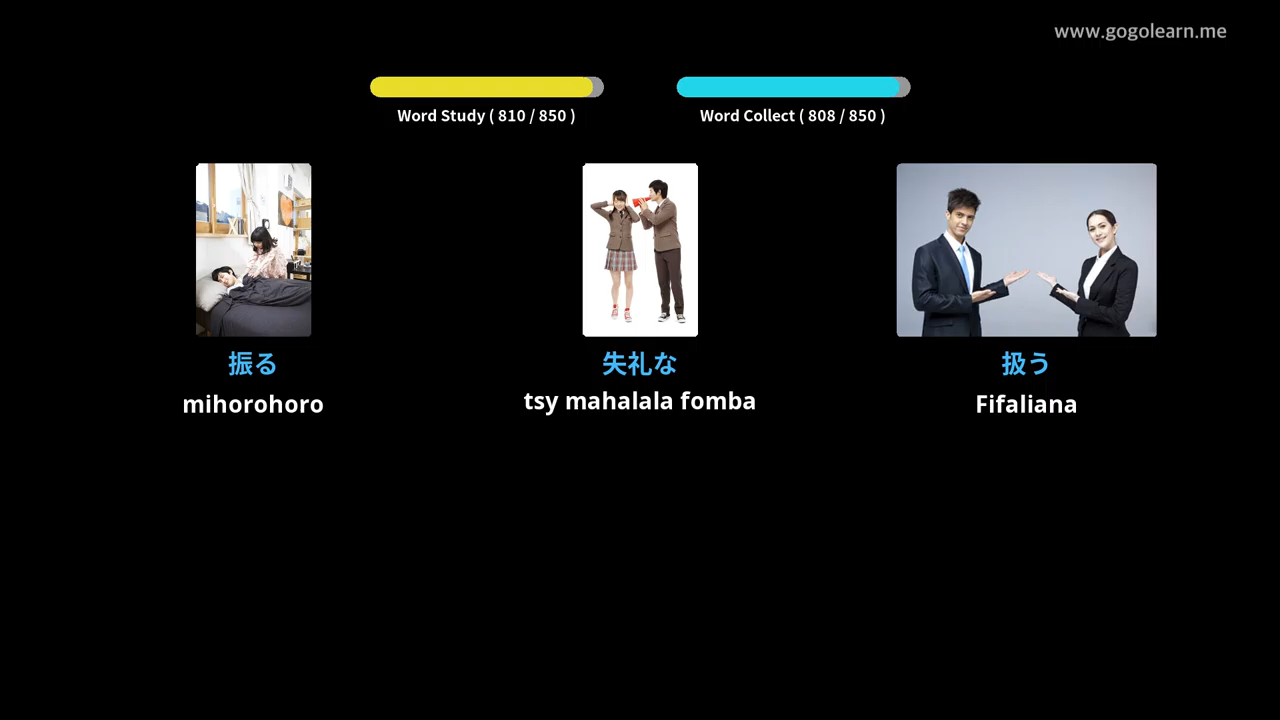 www.gogolearn.me
Word Study ( 810 / 850 )
Word Collect ( 808 / 850 )
振る
失礼な
扱う
mihorohoro
tsy mahalala fomba
Fifaliana